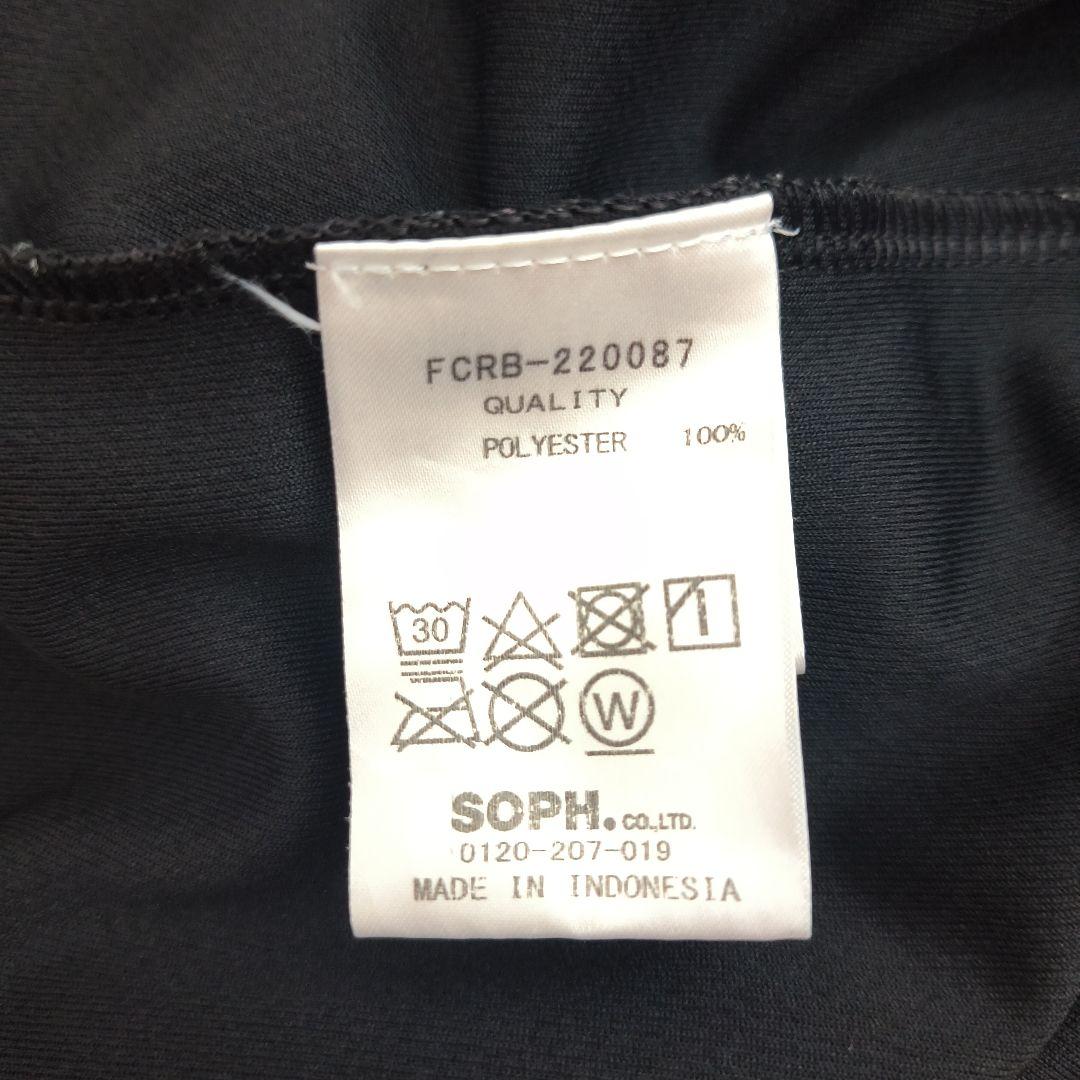 FCRB-220087
QUALITY
POLYESTER 100%
30
W
SOPH. CO.,LTD.
0120-207-019
MADE IN INDONESIA